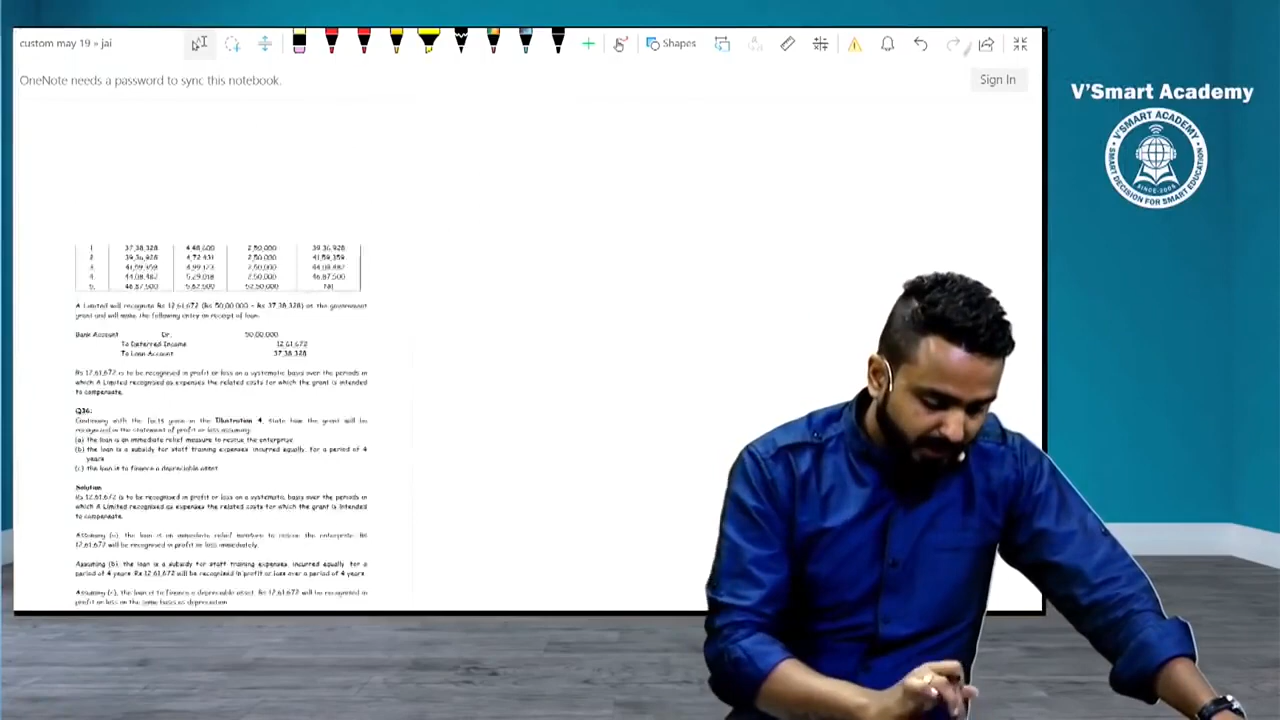 custom may 19 » jai
Shapes
OneNote needs a password to sync this notebook.
Sign In
V'Smart Academy
V'SMART ACADEMY
SINCE-2005
SMART DECISION FOR SMART EDUCATION
1 37,38,328 4,48,600 2,50,000 39,36,928
2 39,36,928 4,72,431 2,50,000 41,59,359
3 41,59,359 4,99,123 2,50,000 44,08,482
4. 44,08,482 5,29,018 2,50,000 46,87,500
5. 46,87,500 5,62,500 52,50,000 Nil
A Limited will recognise Rs 12,61,672 (Rs 50,00,000 – Rs 37,38,328) as the government
grant and will make the following entry on receipt of loan:
Bank Account Dr. 50,00,000
To Deferred Income 12,61,672
To Loan Account 37,38,328
Rs 12,61,672 is to be recognised in profit or loss on a systematic basis over the periods in
which A Limited recognised as expenses the related costs for which the grant is intended
to compensate.
Q36:
Continuing with the facts given in the Illustration 4, state how the grant will be
recognised in the statement of profit or loss assuming:
(a) the loan is an immediate relief measure to rescue the enterprise
(b) the loan is a subsidy for staff training expenses, incurred equally, for a period of 4
years
(c) the loan is to finance a depreciable asset.
Solution
Rs 12,61,672 is to be recognised in profit or loss on a systematic basis over the periods in
which A Limited recognised as expenses the related costs for which the grant is intended
to compensate.
Assuming (a), the loan is an immediate relief measure to rescue the enterprise. Rs
12,61,672 will be recognised in profit or loss immediately.
Assuming (b), the loan is a subsidy for staff training expenses, incurred equally, for a
period of 4 years. Rs 12,61,672 will be recognised in profit or loss over a period of 4 years.
Assuming (c), the loan is to finance a depreciable asset. Rs 12,61,672 will be recognised in
profit or loss on the same basis as depreciation